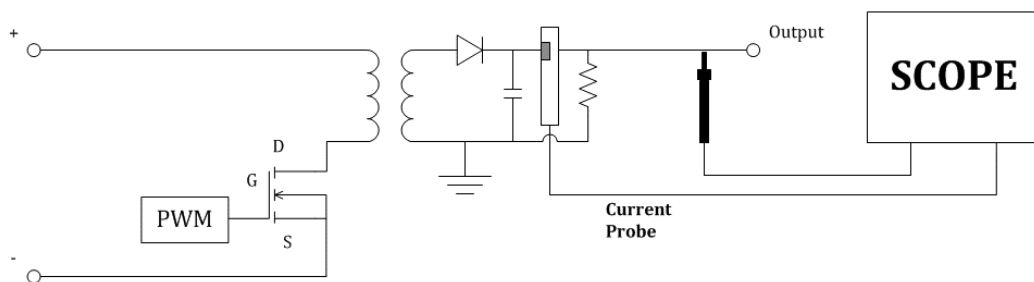 +
Output
SCOPE
D
G
PWM
S
-
Current
Probe